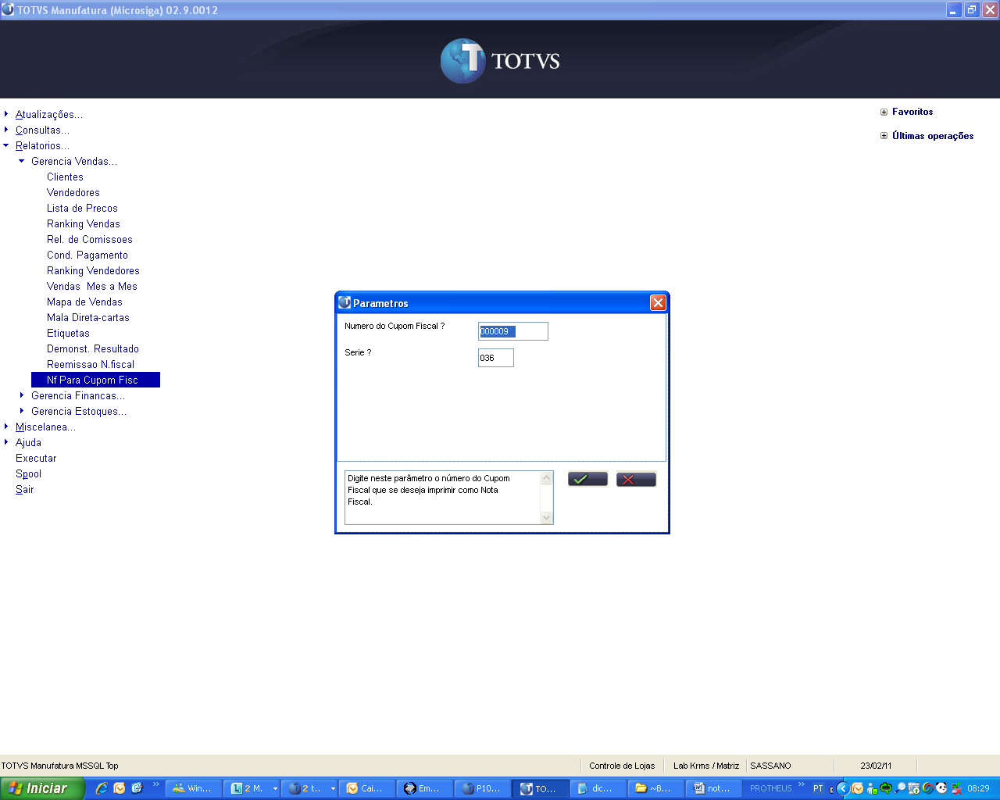 TOTVS Manufatura (Microsiga) 02.9.0012
TOTVS
Atualizações...
Consultas...
Relatorios...
Gerencia Vendas...
Clientes
Vendedores
Lista de Precos
Ranking Vendas
Rel. de Comissoes
Cond. Pagamento
Ranking Vendedores
Vendas Mes a Mes
Mapa de Vendas
Mala Direta-cartas
Etiquetas
Demonst. Resultado
Reemissao N.fiscal
Nf Para Cupom Fisc
Gerencia Financas...
Gerencia Estoques...
Miscelanea...
Ajuda
Executar
Spool
Sair
Favoritos
Últimas operações
Parametros
Numero do Cupom Fiscal ?
000009
Serie ?
036
Digite neste parâmetro o número do Cupom
Fiscal que se deseja imprimir como Nota
Fiscal.
TOTVS Manufatura MSSQL Top
Controle de Lojas
Lab Krms / Matriz
SASSANO
23/02/11
Iniciar
Win...
2 M.
2 t..
Cai...
Em...
P10...
TO...
dic...
~B...
not...
PROTHEUS
PT
08:29